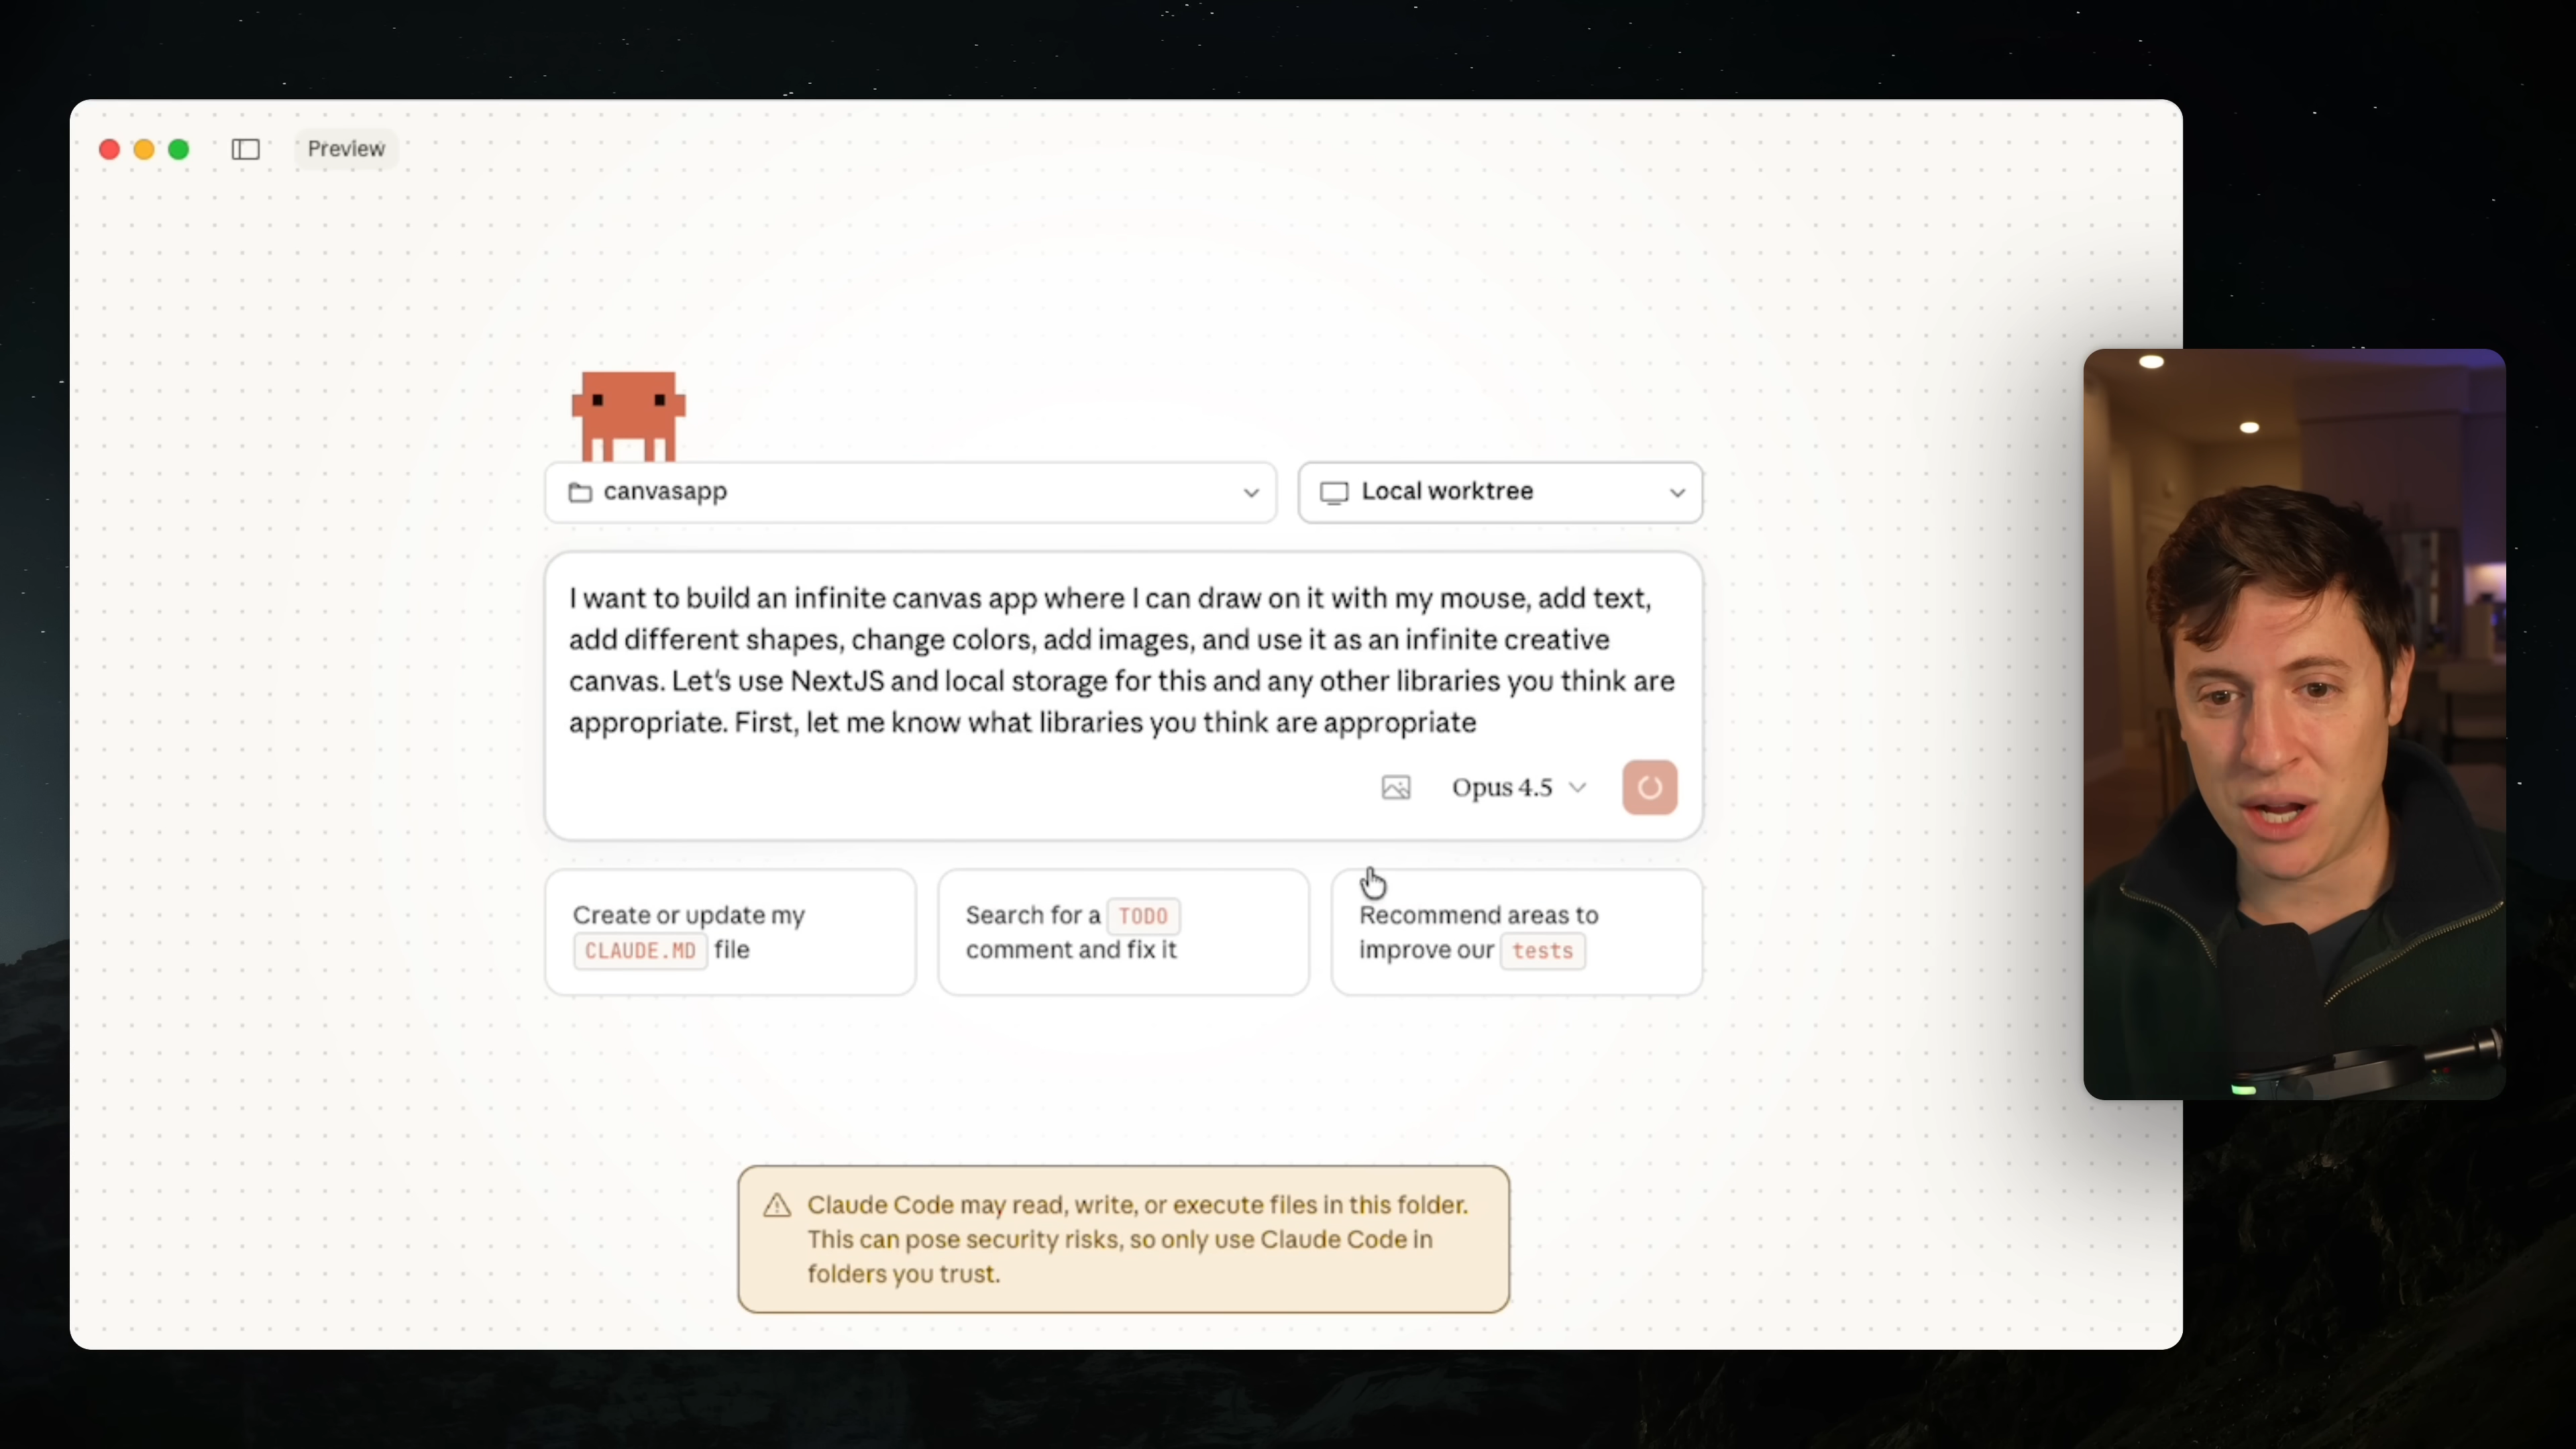 Preview
canvasapp
Local worktree
I want to build an infinite canvas app where I can draw on it with my mouse, add text,
add different shapes, change colors, add images, and use it as an infinite creative
canvas. Let's use NextJS and local storage for this and any other libraries you think are
appropriate. First, let me know what libraries you think are appropriate
Opus 4.5
Create or update my
CLAUDE.MD file
Search for a TODO
comment and fix it
Recommend areas to
improve our tests
Claude Code may read, write, or execute files in this folder.
This can pose security risks, so only use Claude Code in
folders you trust.